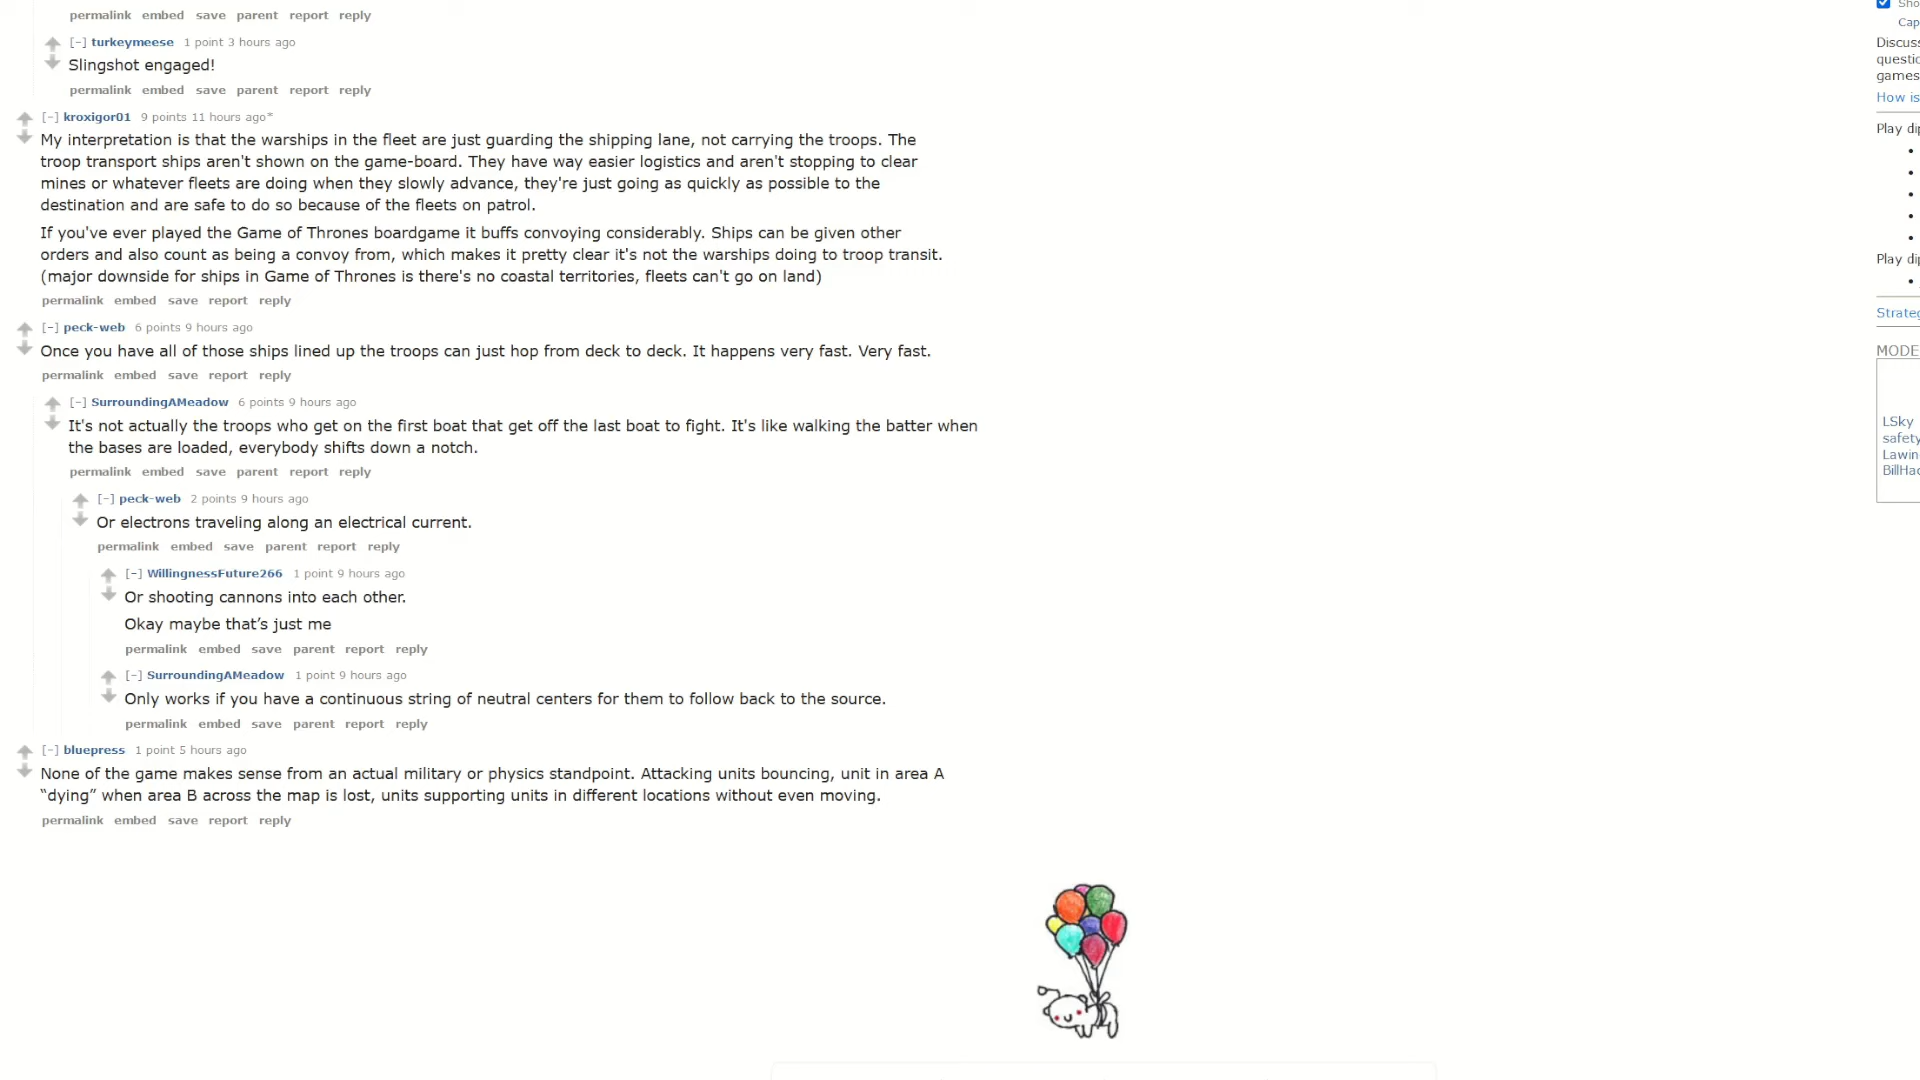 permalink embed save parent report reply
[-] turkeymeese 1 point 3 hours ago
Slingshot engaged!
permalink embed save parent report reply
[-] kroxigor01 9 points 11 hours ago*
My interpretation is that the warships in the fleet are just guarding the shipping lane, not carrying the troops. The
troop transport ships aren't shown on the game-board. They have way easier logistics and aren't stopping to clear
mines or whatever fleets are doing when they slowly advance, they're just going as quickly as possible to the
destination and are safe to do so because of the fleets on patrol.
If you've ever played the Game of Thrones boardgame it buffs convoying considerably. Ships can be given other
orders and also count as being a convoy from, which makes it pretty clear it's not the warships doing to troop transit.
(major downside for ships in Game of Thrones is there's no coastal territories, fleets can't go on land)
permalink embed save report reply
[-] peck-web 6 points 9 hours ago
Once you have all of those ships lined up the troops can just hop from deck to deck. It happens very fast. Very fast.
permalink embed save report reply
[-] SurroundingAMeadow 6 points 9 hours ago
It's not actually the troops who get on the first boat that get off the last boat to fight. It's like walking the batter when
the bases are loaded, everybody shifts down a notch.
permalink embed save parent report reply
[-] peck-web 2 points 9 hours ago
Or electrons traveling along an electrical current.
permalink embed save parent report reply
[-] WillingnessFuture266 1 point 9 hours ago
Or shooting cannons into each other.
Okay maybe that’s just me
permalink embed save parent report reply
[-] SurroundingAMeadow 1 point 9 hours ago
Only works if you have a continuous string of neutral centers for them to follow back to the source.
permalink embed save parent report reply
[-] bluepress 1 point 5 hours ago
None of the game makes sense from an actual military or physics standpoint. Attacking units bouncing, unit in area A
“dying” when area B across the map is lost, units supporting units in different locations without even moving.
permalink embed save report reply
Sho
Cap
Discuss
questio
games
How is
Play dip
Play dip
Strateg
MODE
LSky
safety
Lawin
BillHac